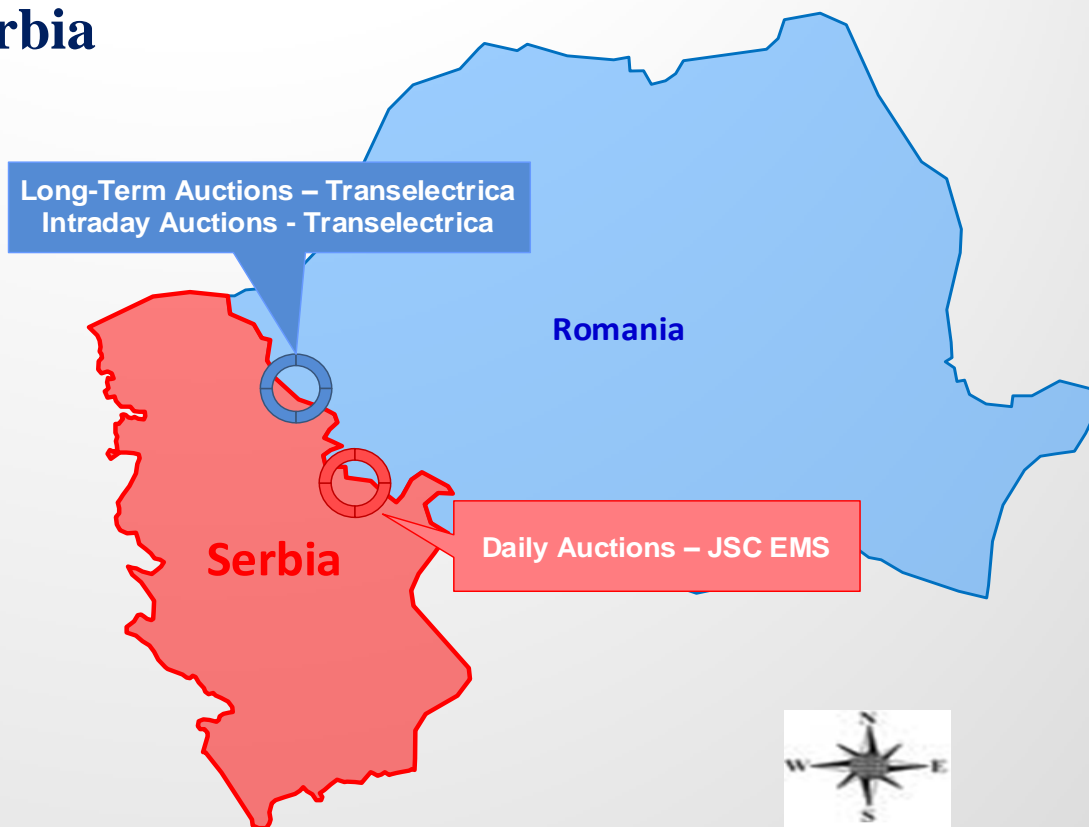 rbia
Long-Term Auctions – Transelectrica
Intraday Auctions - Transelectrica
Romania
Serbia
Daily Auctions – JSC EMS
N
W E
S